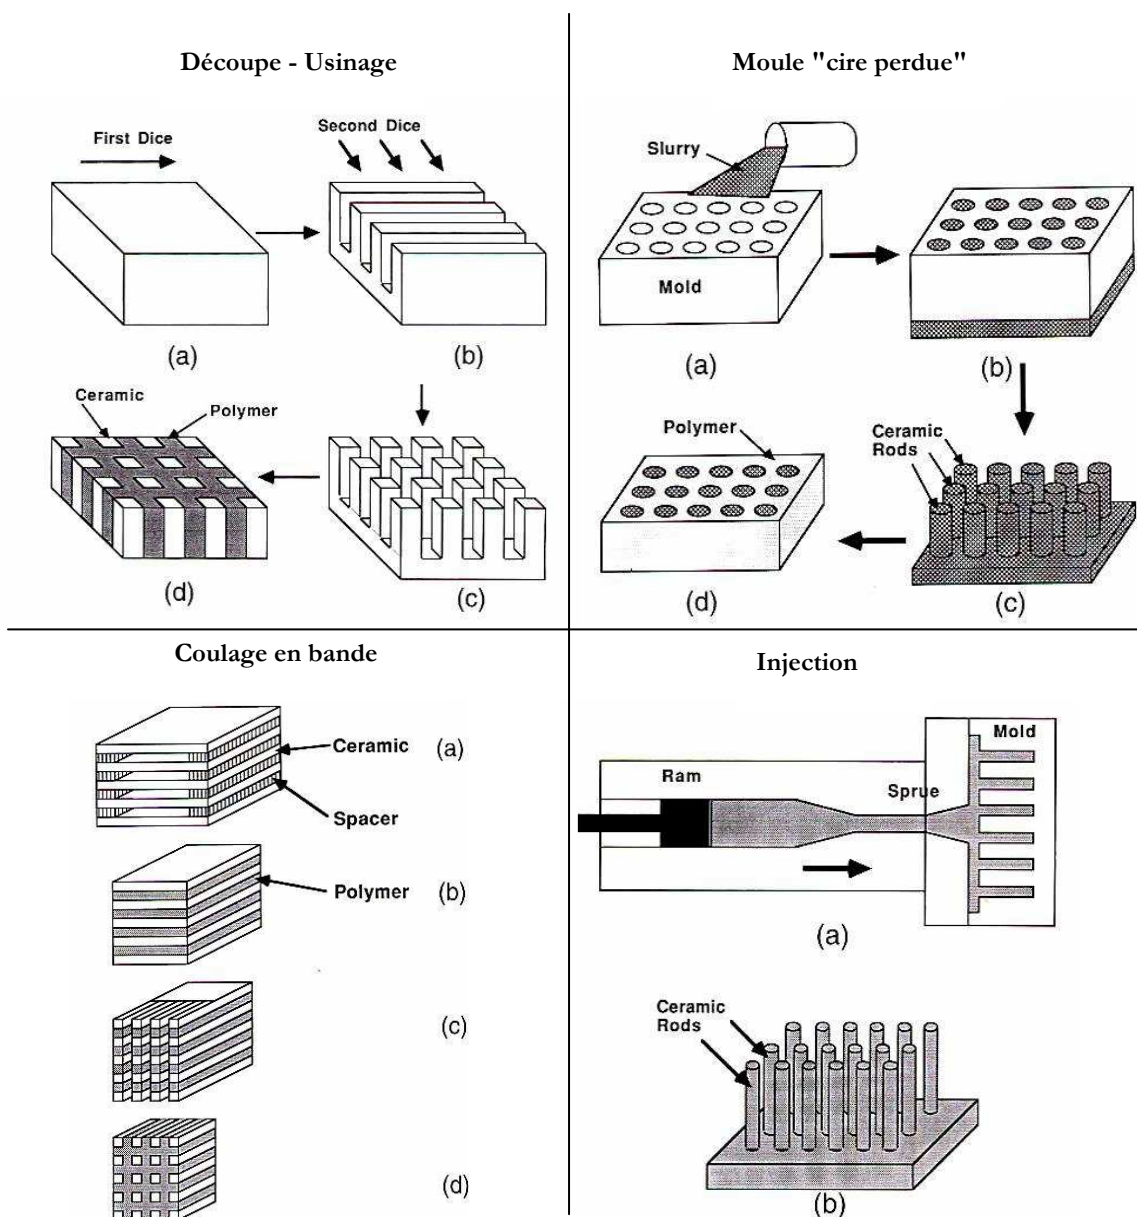 Découpe - Usinage
First Dice
Second Dice
(a)
(b)
Ceramic
Polymer
(d)
(c)
Moule "cire perdue"
Slurry
Mold
(a)
(b)
Polymer
Ceramic
Rods
(d)
(c)
Coulage en bande
Ceramic
(a)
Spacer
Polymer
(b)
(c)
(d)
Injection
Mold
Ram
Sprue
(a)
Ceramic
Rods
(b)